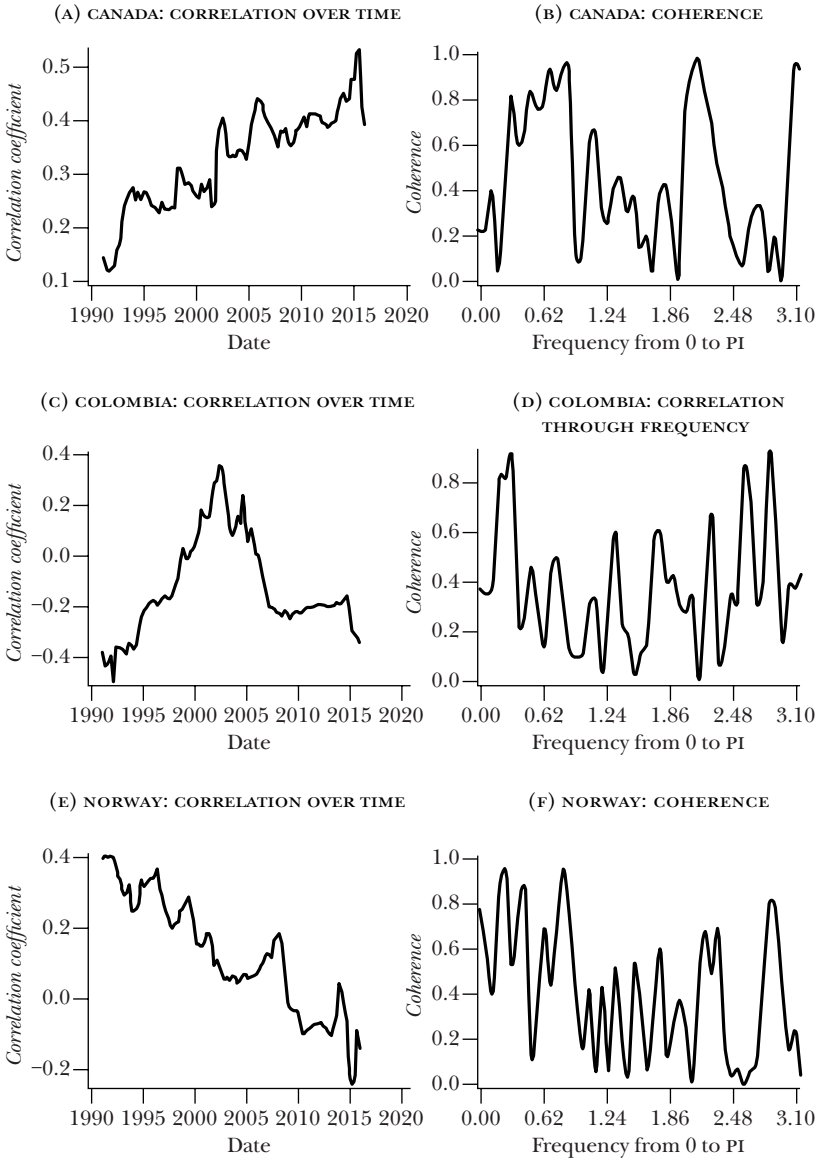 (A) CANADA: CORRELATION OVER TIME
Correlation coefficient
0.5
0.4
0.3
0.2
0.1
1990 1995 2000 2005 2010 2015 2020
Date
(B) CANADA: COHERENCE
Coherence
1.0
0.8
0.6
0.4
0.2
0.0
0.00 0.62 1.24 1.86 2.48 3.10
Frequency from 0 to PI
(C) COLOMBIA: CORRELATION OVER TIME
Correlation coefficient
0.4
0.2
0.0
−0.2
−0.4
1990 1995 2000 2005 2010 2015 2020
Date
(D) COLOMBIA: CORRELATION
THROUGH FREQUENCY
Coherence
0.8
0.6
0.4
0.2
0.0
0.00 0.62 1.24 1.86 2.48 3.10
Frequency from 0 to PI
(E) NORWAY: CORRELATION OVER TIME
Correlation coefficient
0.4
0.2
0.0
−0.2
1990 1995 2000 2005 2010 2015 2020
Date
(F) NORWAY: COHERENCE
Coherence
1.0
0.8
0.6
0.4
0.2
0.0
0.00 0.62 1.24 1.86 2.48 3.10
Frequency from 0 to PI